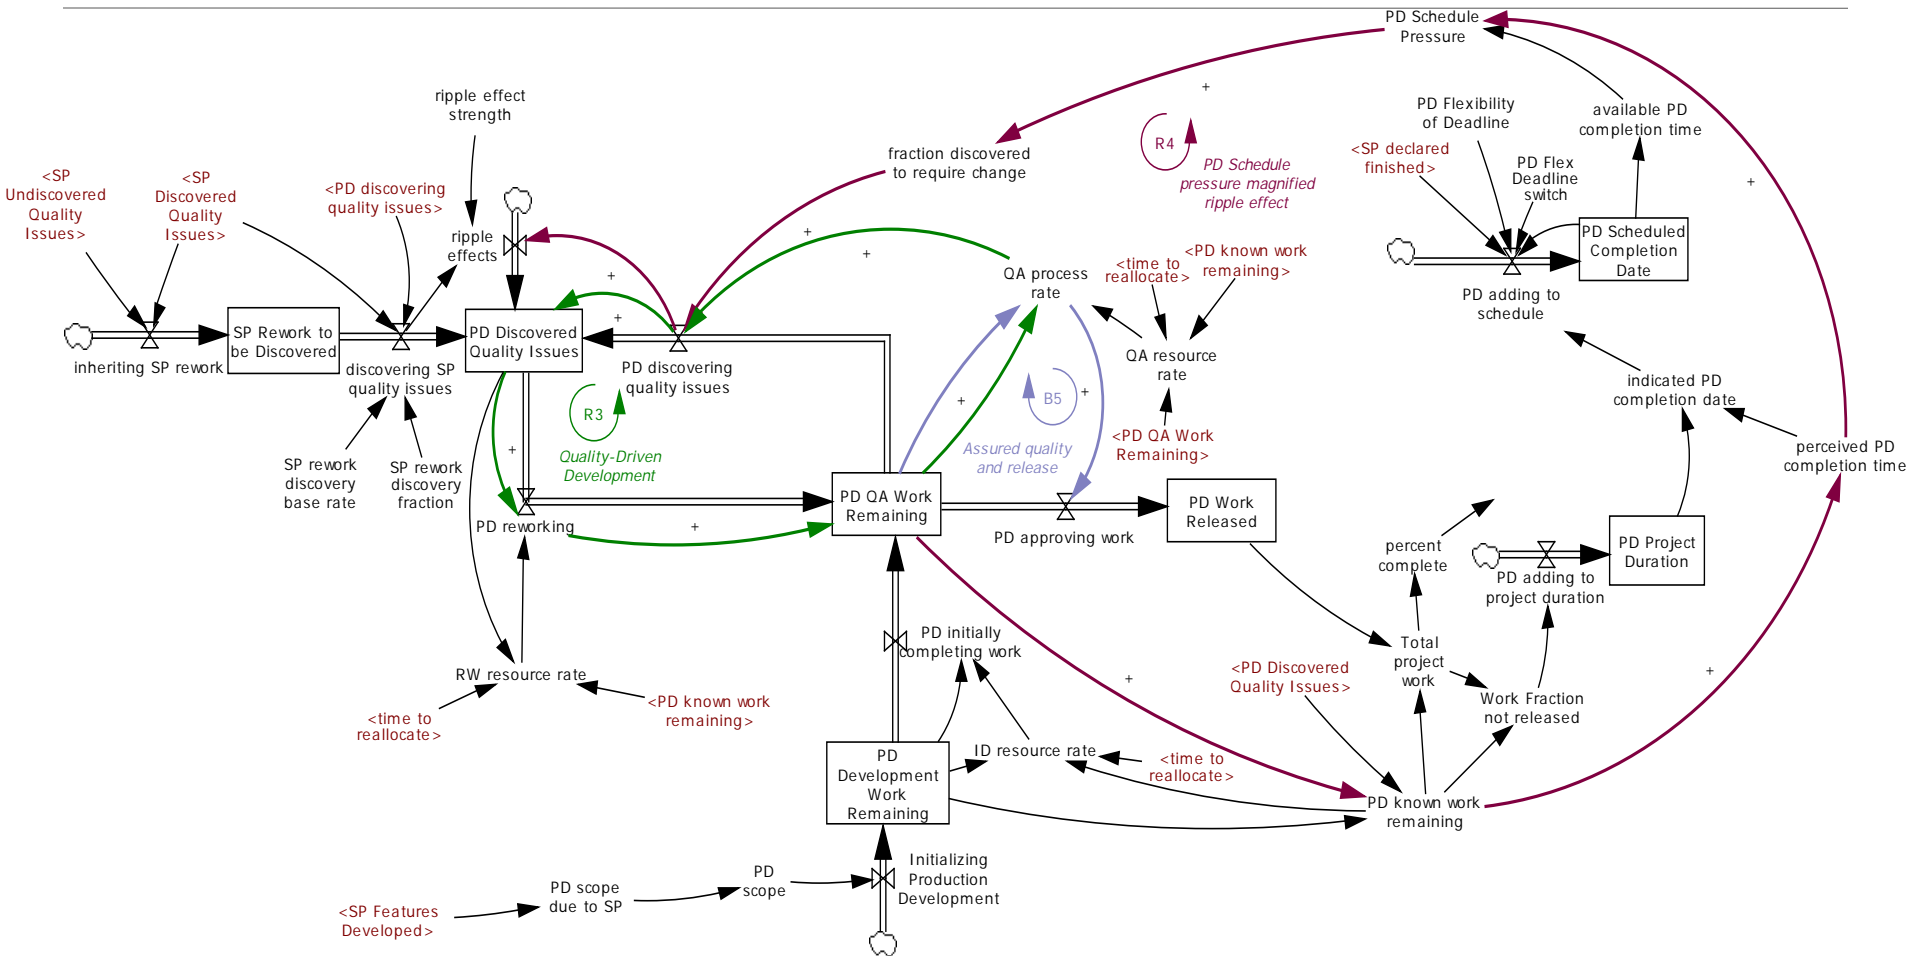 PD Schedule
Pressure
+
ripple effect
strength
PD Flexibility
of Deadline
available PD
completion time
R4
fraction discovered
to require change
PD Schedule
pressure magnified
ripple effect
<SP declared
finished>
PD Flex
Deadline
switch
+
<SP
Undiscovered
Quality
Issues>
<SP
Discovered
Quality
Issues>
<PD discovering
quality issues>
ripple
effects
+
+
+
+
QA process
rate
<time to
reallocate>
<PD known work
remaining>
PD Scheduled
Completion
Date
PD adding to
schedule
inheriting SP rework
SP Rework to
be Discovered
discovering SP
quality issues
PD Discovered
Quality Issues
PD discovering
quality issues
QA resource
rate
indicated PD
completion date
R3
B5
+
+
Quality-Driven
Development
Assured quality
and release
<PD QA Work
Remaining>
perceived PD
completion time
SP rework
discovery
base rate
SP rework
discovery
fraction
+
PD reworking
+
PD QA Work
Remaining
PD approving work
PD Work
Released
percent
complete
PD adding to
project duration
PD Project
Duration
PD initially
completing work
Total
project
work
Work Fraction
not released
+
+
<PD Discovered
Quality Issues>
RW resource rate
<time to
reallocate>
<PD known work
remaining>
PD
Development
Work
Remaining
ID resource rate
<time to
reallocate>
PD known work
remaining
Initializing
Production
Development
PD
scope
PD scope
due to SP
<SP Features
Developed>